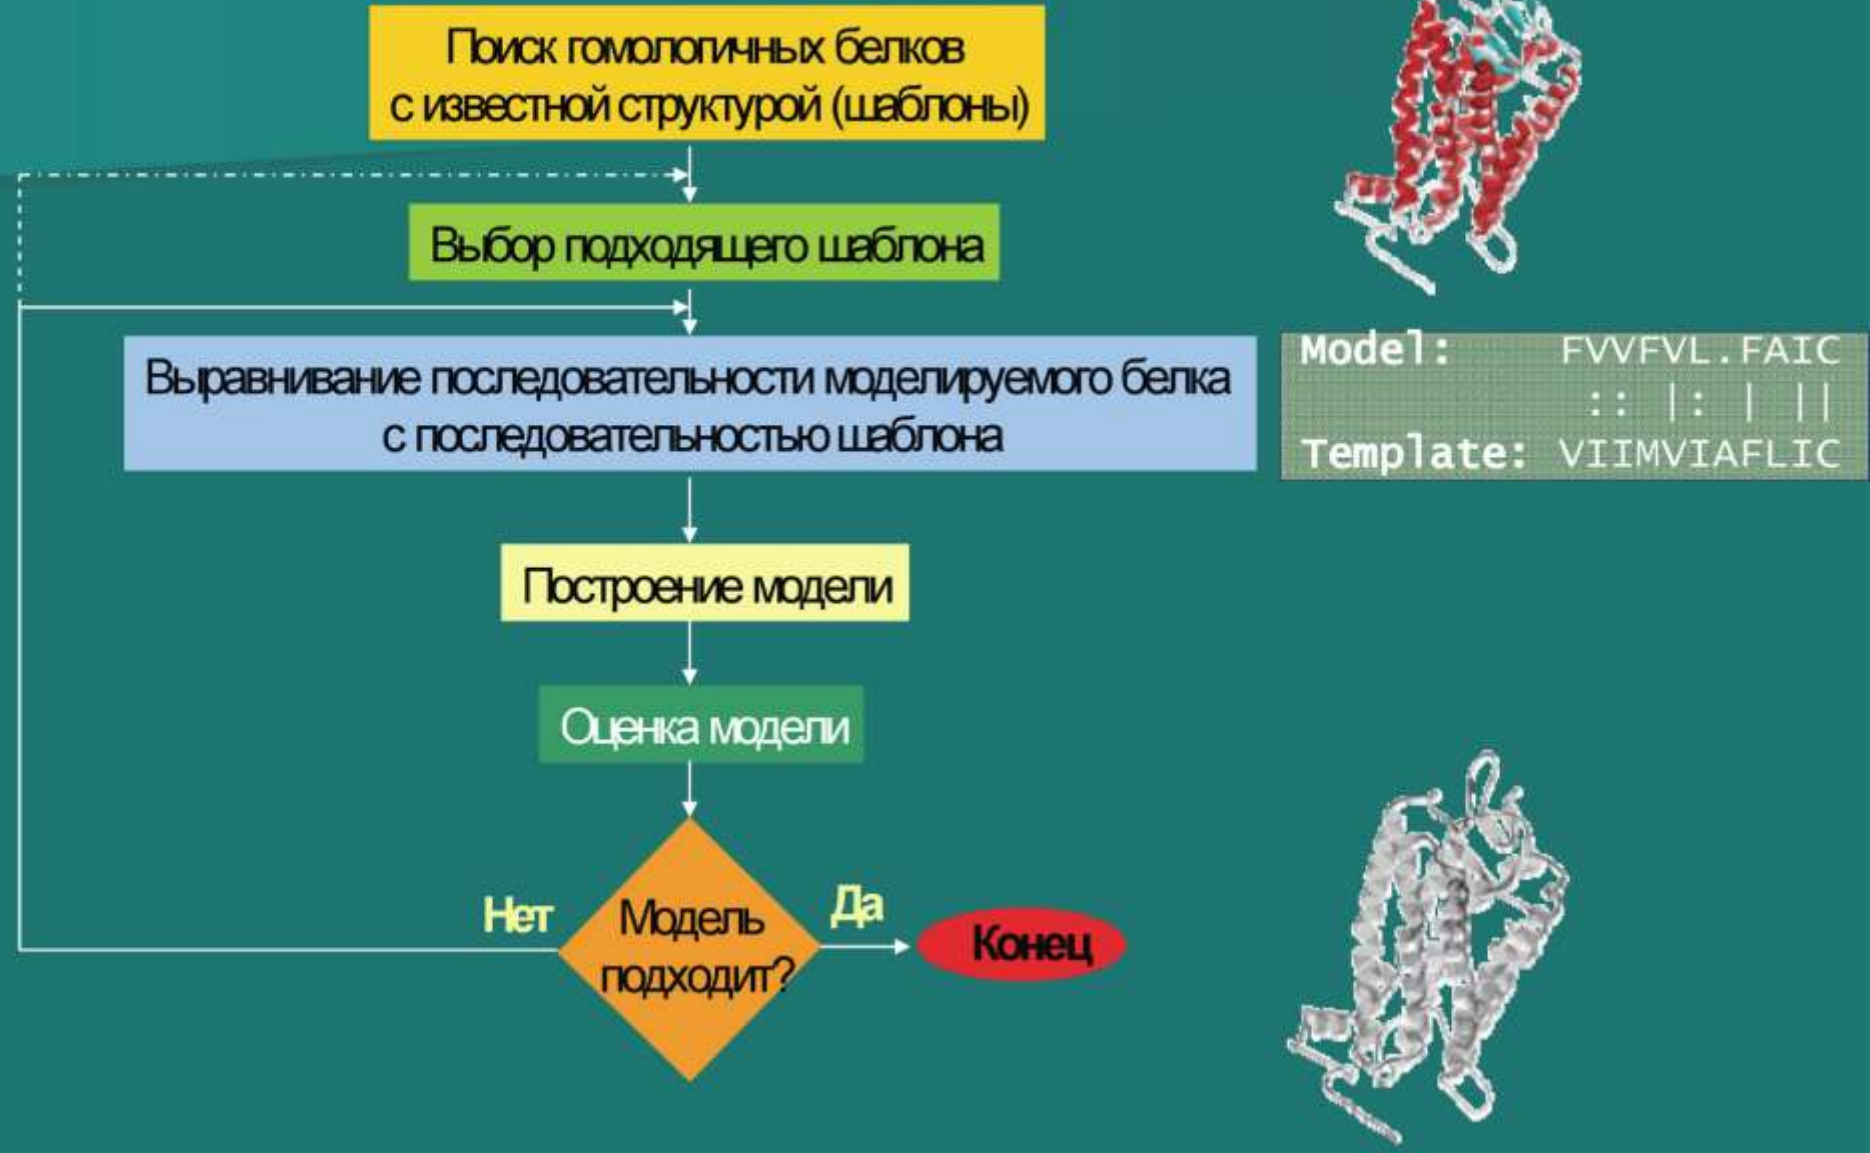 Поиск гомологичных белков
с известной структурой (шаблоны)
Выбор подходящего шаблона
Выравнивание последовательности моделируемого белка
с последовательностью шаблона
Model: FVVFVL.FAIC
:: |: | ||
Template: VIIMVIAFLIC
Построение модели
Оценка модели
Нет
Модель
подходит?
Да
Конец